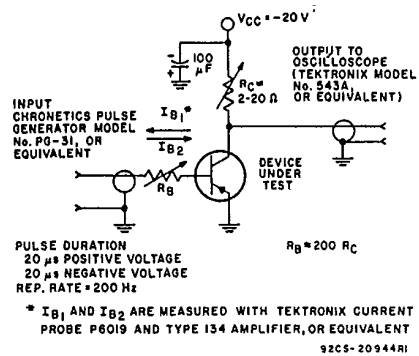 VCC = -20 V
100
µF
-
+
RC ≈
2-20 Ω
OUTPUT TO
OSCILLOSCOPE
(TEKTRONIX MODEL
No. 543A,
OR EQUIVALENT)
INPUT
CHRONETICS PULSE
GENERATOR MODEL
No. PG-31, OR
EQUIVALENT
IB1*
IB2
RB
DEVICE
UNDER
TEST
PULSE DURATION
20 µs POSITIVE VOLTAGE
20 µs NEGATIVE VOLTAGE
REP. RATE = 200 Hz
RB ≈ 200 RC
* IB1 AND IB2 ARE MEASURED WITH TEKTRONIX CURRENT
PROBE P6019 AND TYPE 134 AMPLIFIER, OR EQUIVALENT
92CS-20944R1